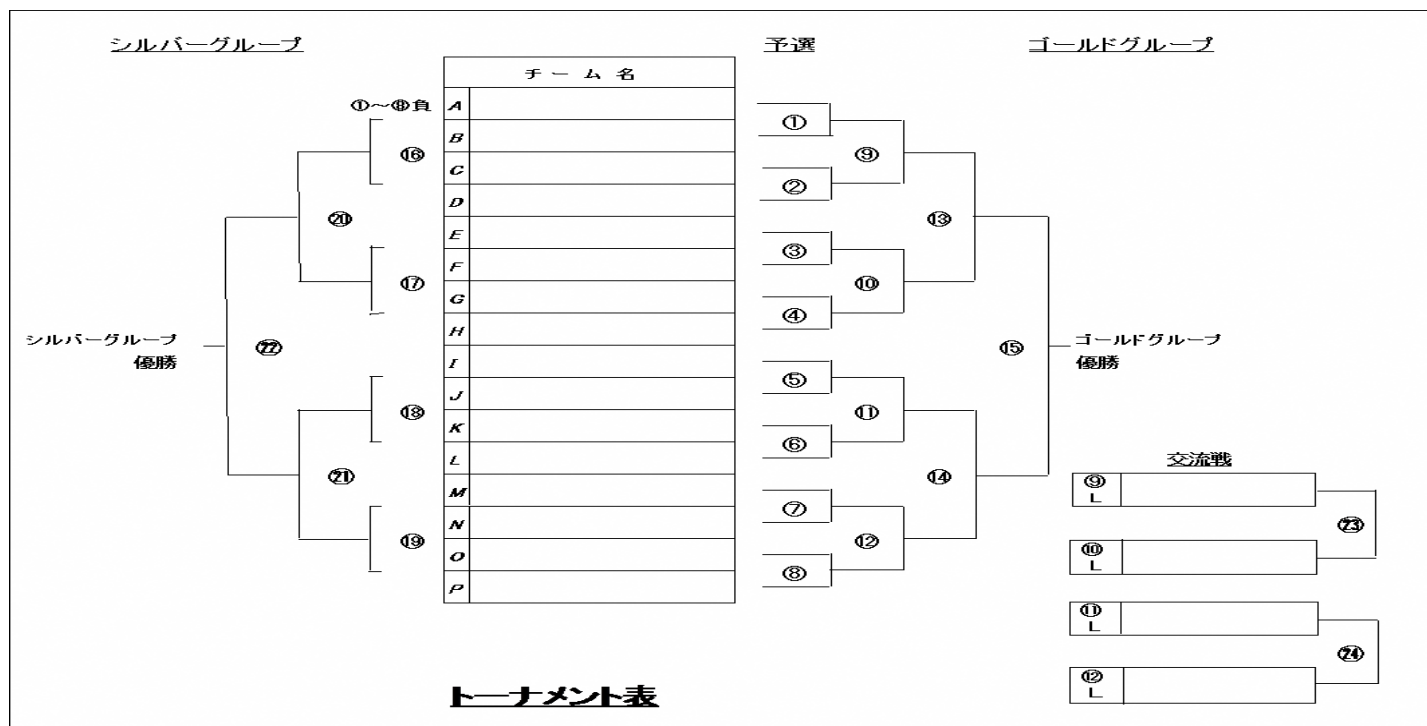 シルバーグループ
予選
ゴールドグループ
チーム名
①～⑧負
A
B
C
D
E
F
G
H
I
J
K
L
M
N
O
P
⑯
⑰
⑱
⑲
⑳
㉑
㉒
シルバーグループ
優勝
①
②
③
④
⑤
⑥
⑦
⑧
⑨
⑩
⑪
⑫
⑬
⑭
⑮
ゴールドグループ
優勝
交流戦
⑨
L
⑩
L
㉓
⑪
L
⑫
L
㉔
トーナメント表